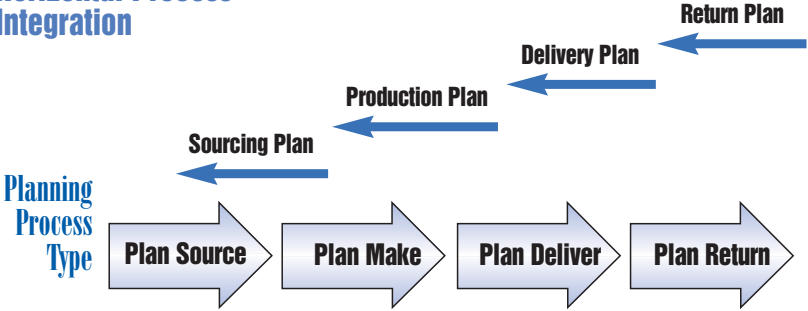 Integration
Return Plan
Delivery Plan
Production Plan
Sourcing Plan
Planning
Process
Type
Plan Source
Plan Make
Plan Deliver
Plan Return